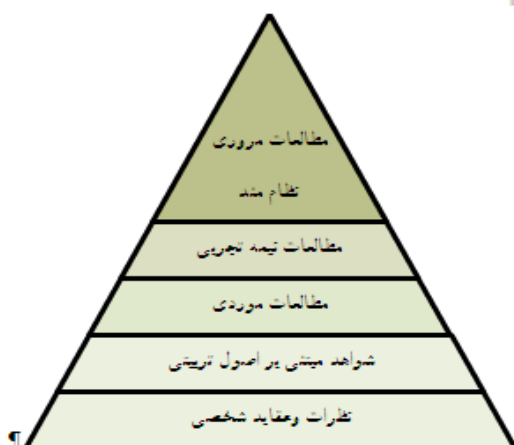 مطالعات مروری
نظام مند
مطالعات نیمه تجربی
مطالعات موردی
شواهد مبتنی بر اصول تربیتی
نظرات وعقاید شخصی
¶